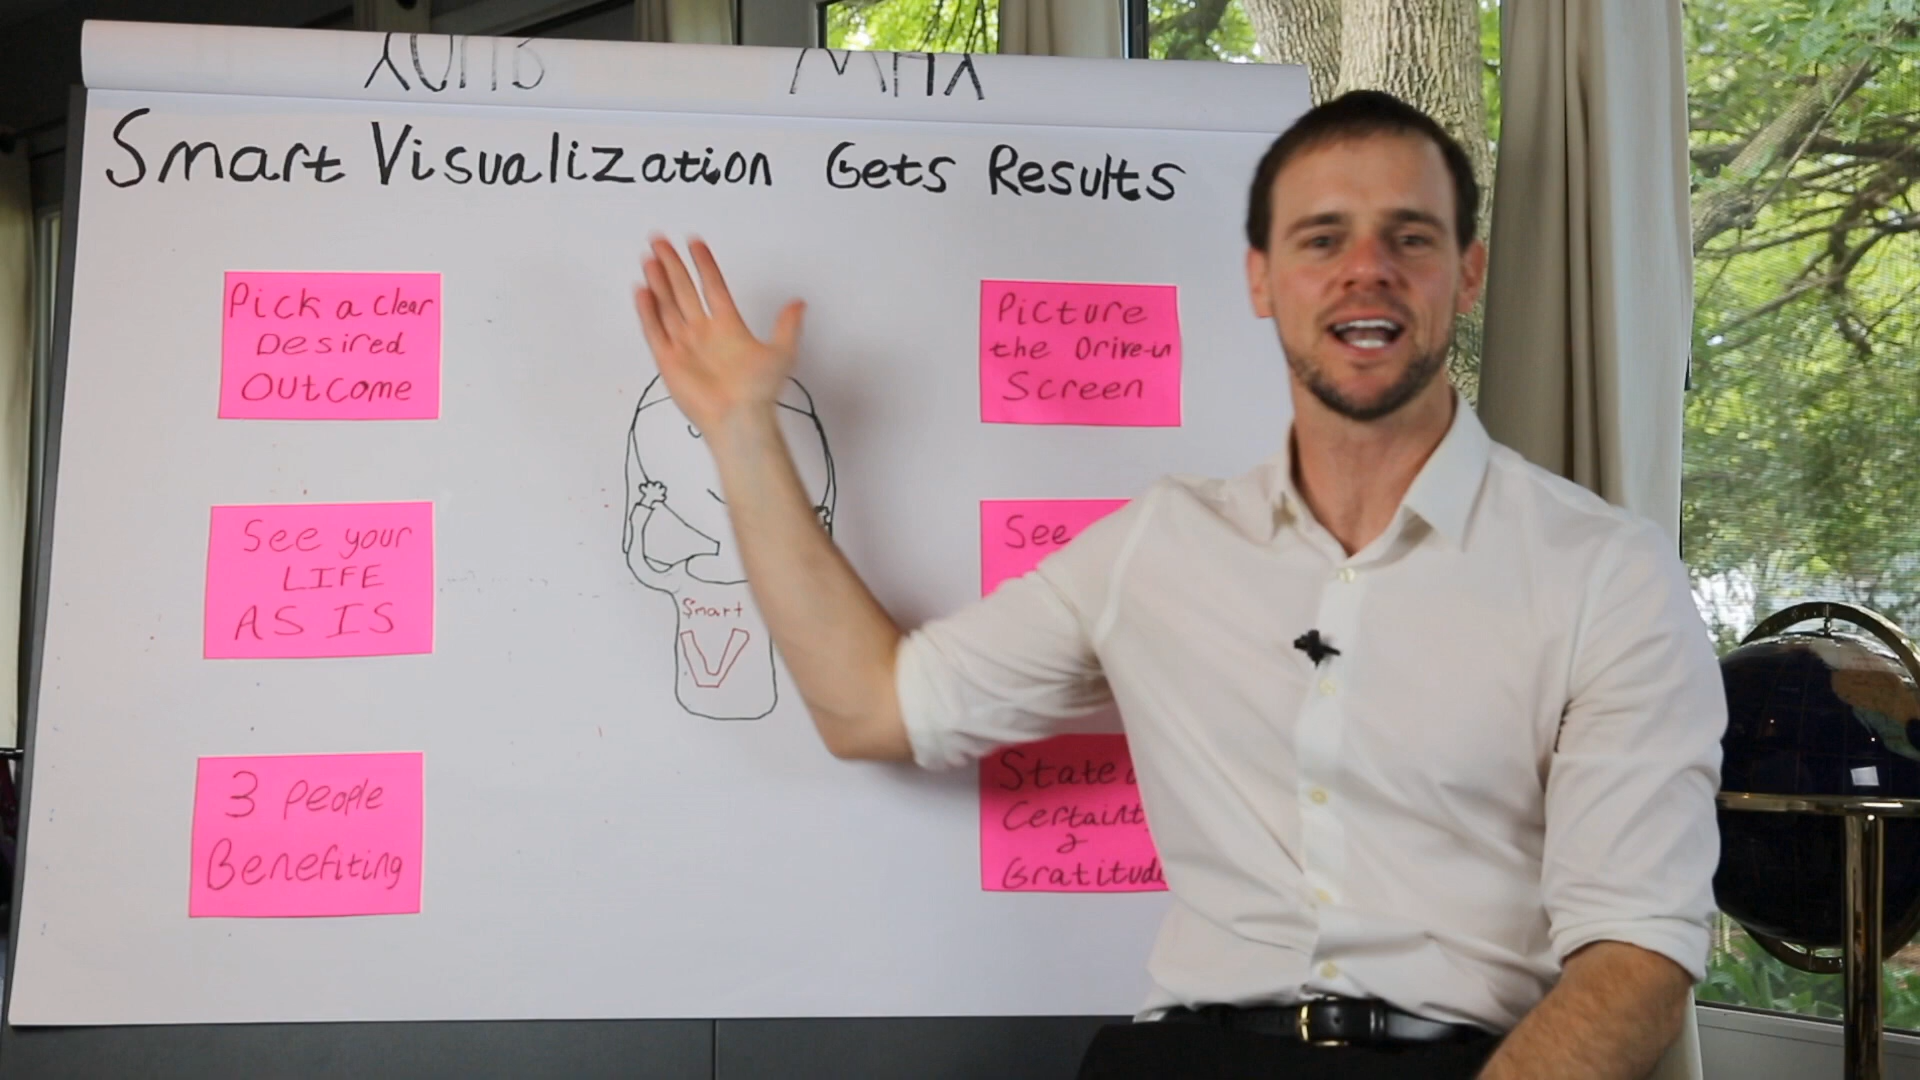 Smart Visualization Gets Results
Pick a Clear
Desired
Outcome
See your
LIFE
AS IS
3 People
Benefiting
Smart
V
Picture
the Drive-in
Screen
See
State
Certaint
&
Gratitude